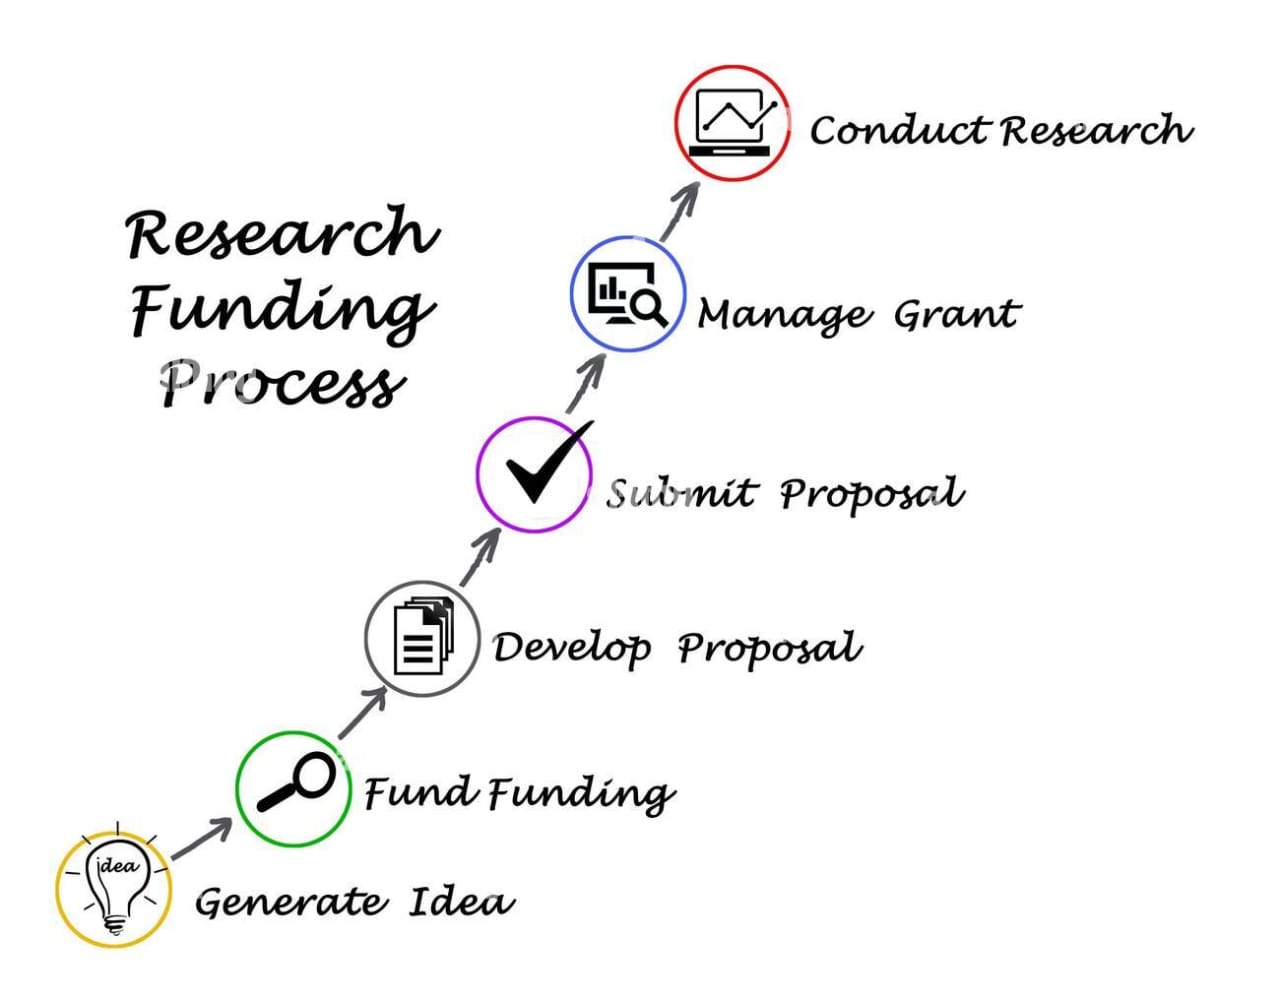 Research
Funding
Process
Conduct Research
Manage Grant
Submit Proposal
Develop Proposal
Fund Funding
Generate Idea
idea